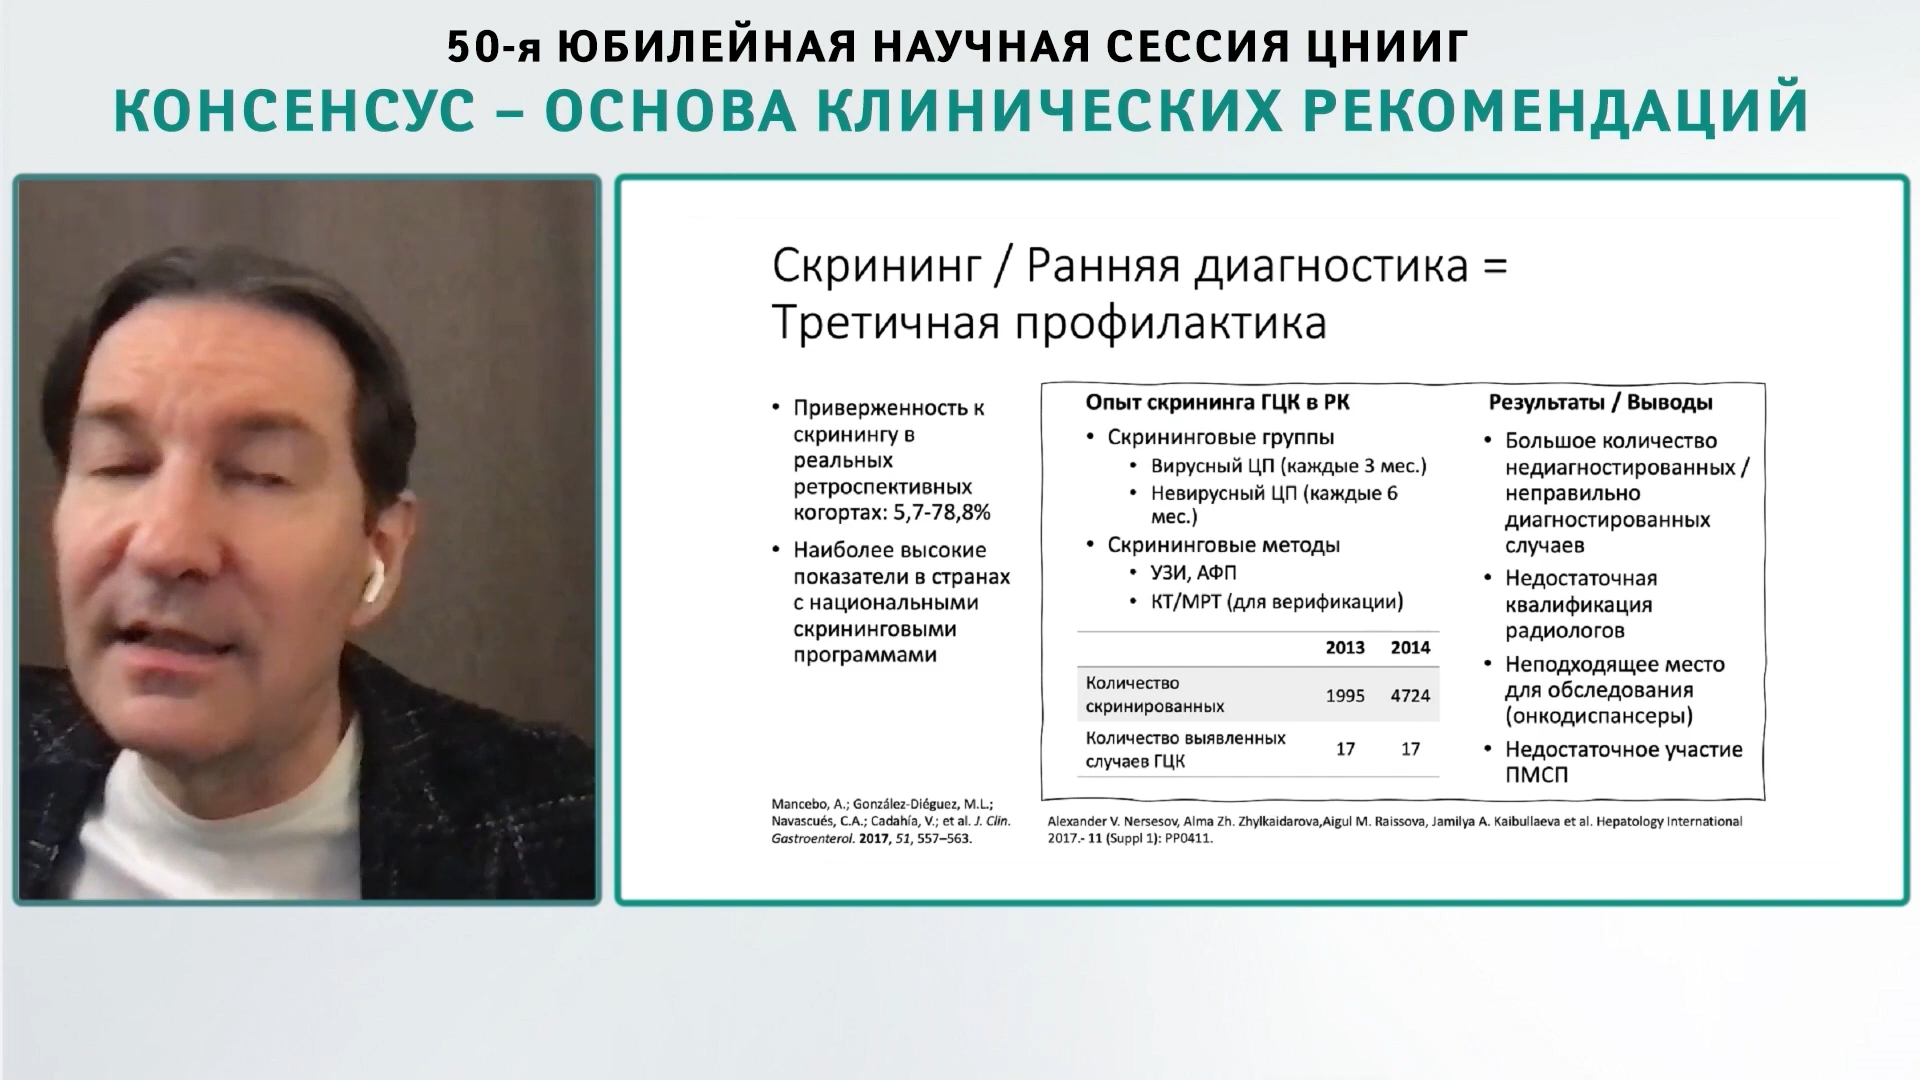 50-я ЮБИЛЕЙНАЯ НАУЧНАЯ СЕССИЯ ЦНИИГ
КОНСЕНСУС – ОСНОВА КЛИНИЧЕСКИХ РЕКОМЕНДАЦИЙ
Скрининг / Ранняя диагностика =
Третичная профилактика
• Приверженность к
скринингу в
реальных
ретроспективных
когортах: 5,7-78,8%
• Наиболее высокие
показатели в странах
с национальными
скрининговыми
программами
Mancebo, A.; González-Diéguez, M.L.;
Navascués, C.A.; Cadahía, V.; et al. J. Clin.
Gastroenterol. 2017, 51, 557–563.
Опыт скрининга ГЦК в РК
• Скрининговые группы
• Вирусный ЦП (каждые 3 мес.)
• Невирусный ЦП (каждые 6
мес.)
• Скрининговые методы
• УЗИ, АФП
• КТ/МРТ (для верификации)
2013 2014
Количество
скринированных 1995 4724
Количество выявленных
случаев ГЦК 17 17
Результаты / Выводы
• Большое количество
недиагностированных /
неправильно
диагностированных
случаев
• Недостаточная
квалификация
радиологов
• Неподходящее место
для обследования
(онкодиспансеры)
• Недостаточное участие
ПМСП
Alexander V. Nersesov, Alma Zh. Zhylkaidarova,Aigul M. Raissova, Jamilya A. Kaibullaeva et al. Hepatology International
2017.- 11 (Suppl 1): PP0411.